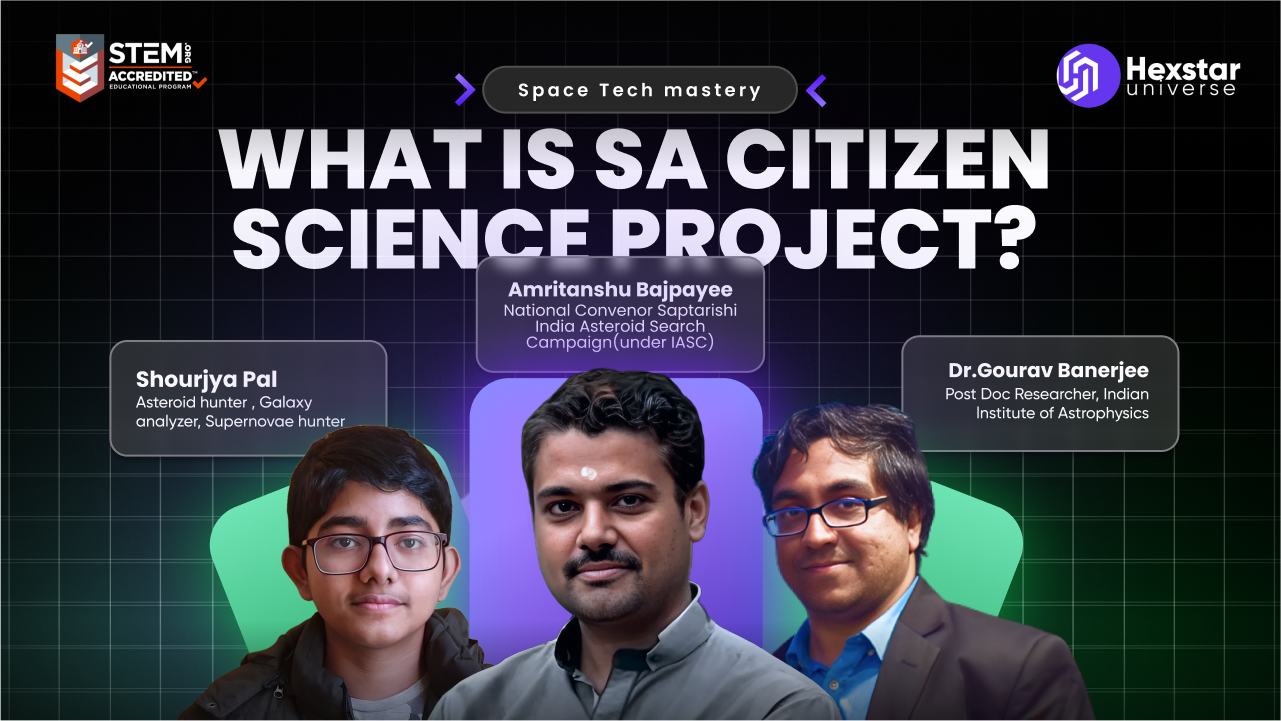 STEM.ORG
ACCREDITED™
EDUCATIONAL PROGRAM
Hexstar
universe
Space Tech mastery
WHAT IS SA CITIZEN
SCIENCE PROJECT?
Amritanshu Bajpayee
National Convenor Saptarishi
India Asteroid Search
Campaign(under IASC)
Shourjya Pal
Asteroid hunter , Galaxy
analyzer, Supernovae hunter
Dr.Gourav Banerjee
Post Doc Researcher, Indian
Institute of Astrophysics